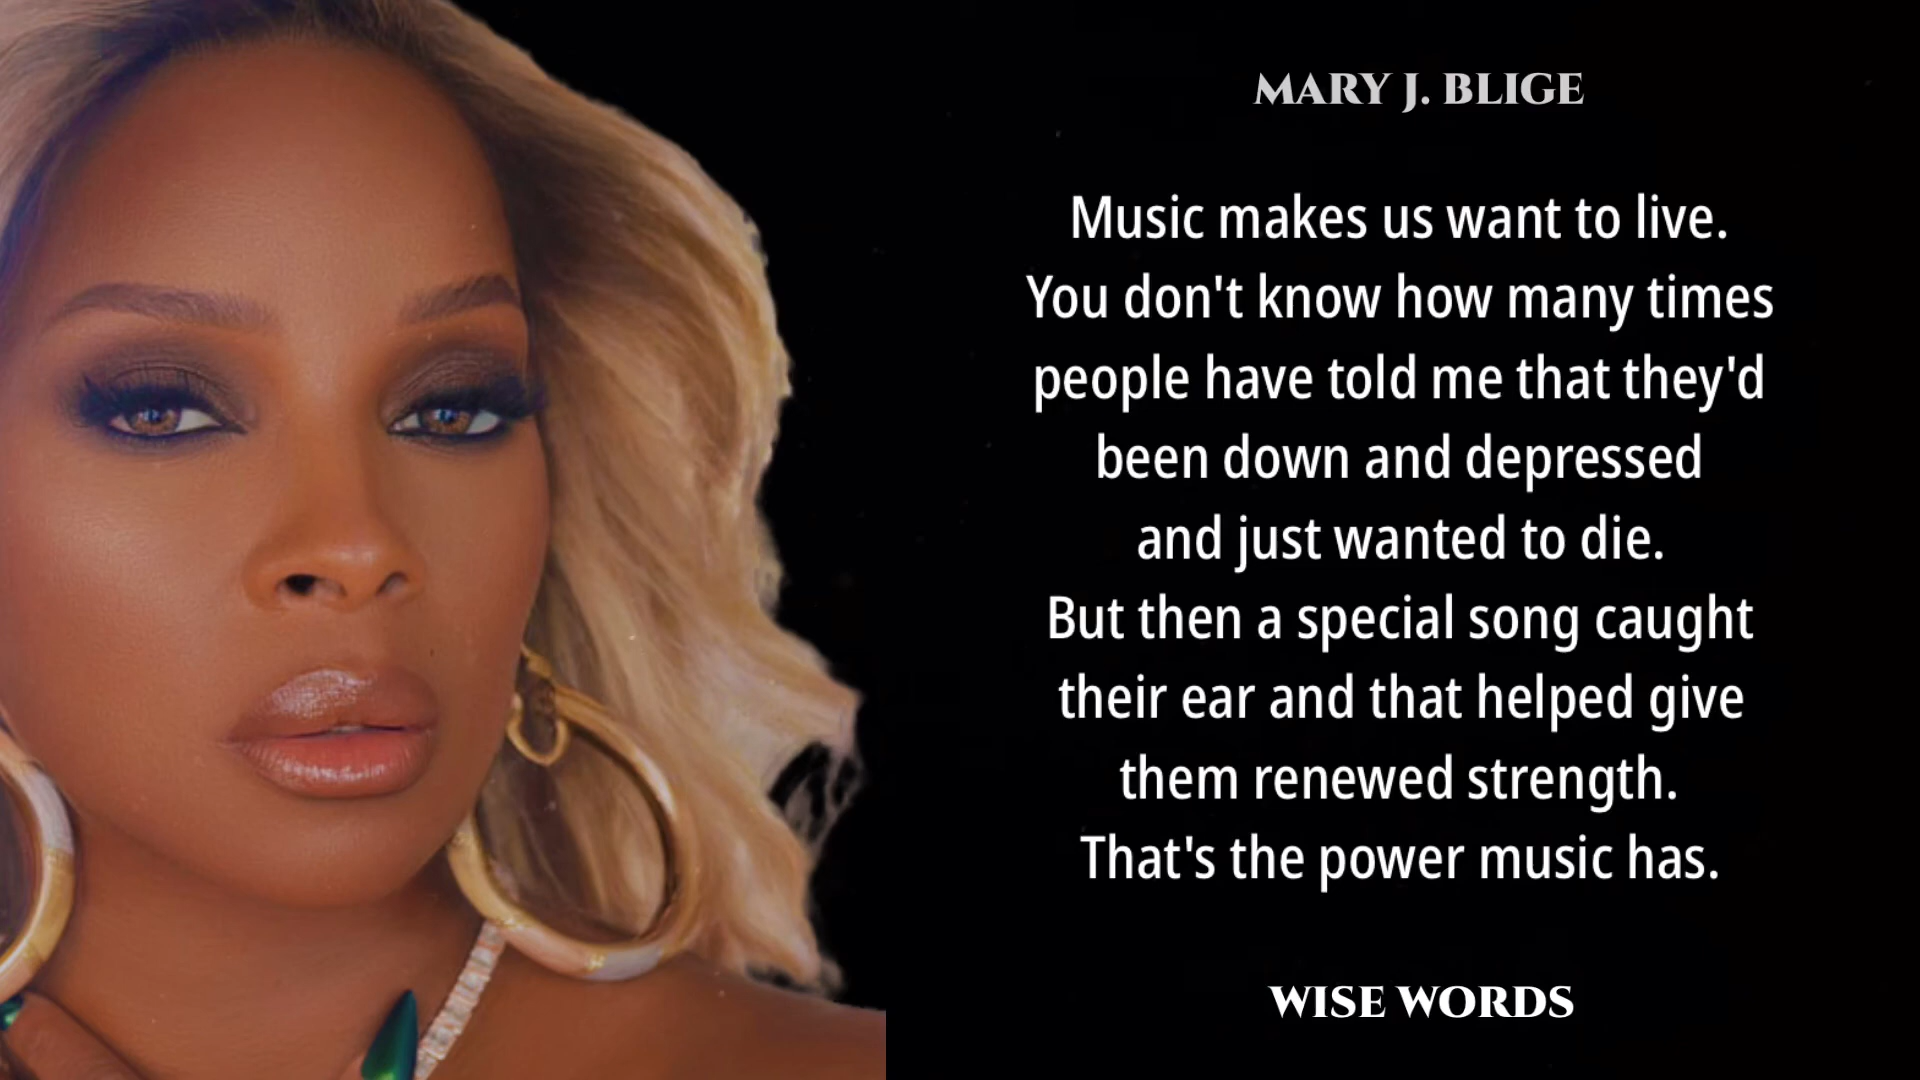 MARY J. BLIGE
Music makes us want to live.
You don't know how many times
people have told me that they'd
been down and depressed
and just wanted to die.
But then a special song caught
their ear and that helped give
them renewed strength.
That's the power music has.
WISE WORDS